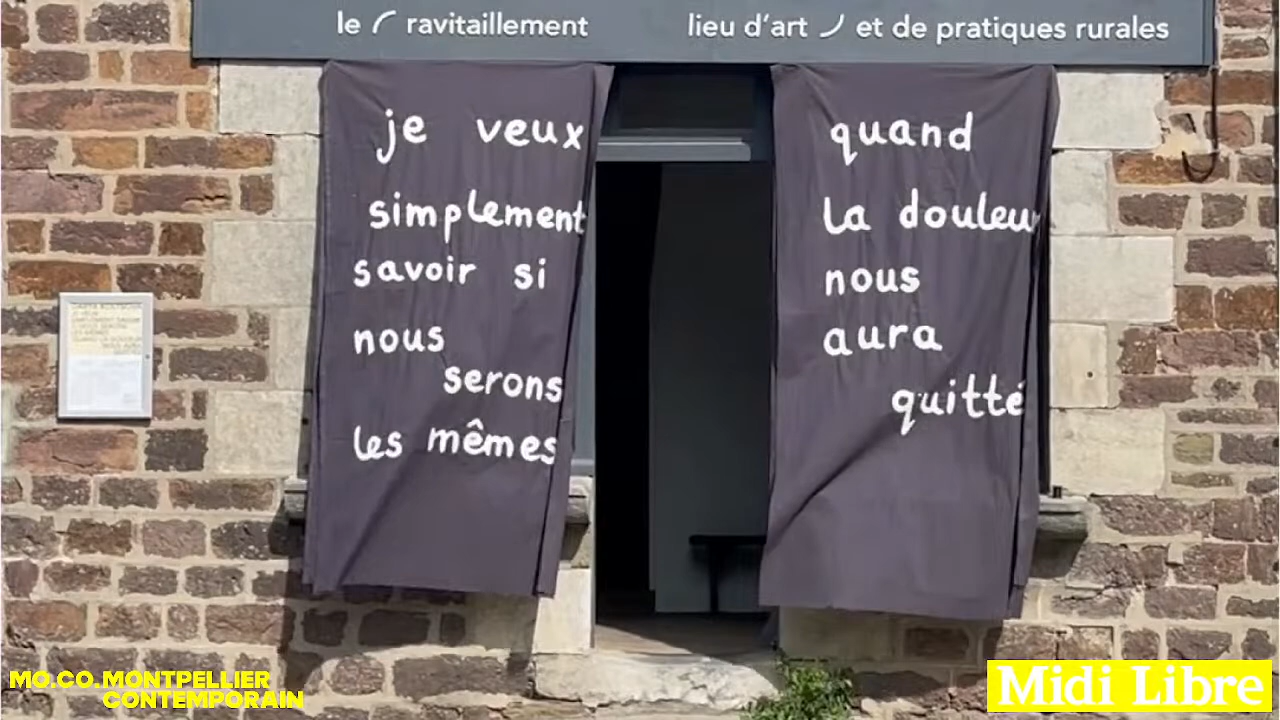 le ravitaillement
lieu d'art et de pratiques rurales
je veux
simplement
savoir si
nous
serons
les mêmes
quand
la douleur
nous
aura
quitté
MO.CO.MONTPELLIER
CONTEMPORAIN
Midi Libre